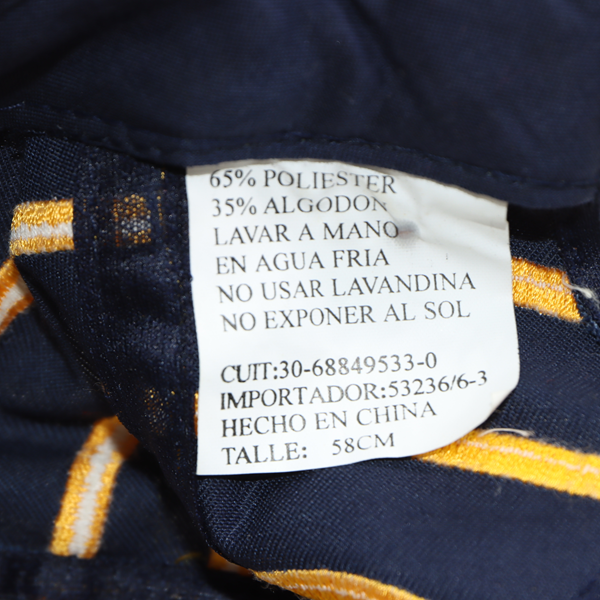 65% POLIESTER
35% ALGODON
LAVAR A MANO
EN AGUA FRIA
NO USAR LAVANDINA
NO EXPONER AL SOL
CUIT:30-68849533-0
IMPORTADOR:53236/6-3
HECHO EN CHINA
TALLE: 58CM